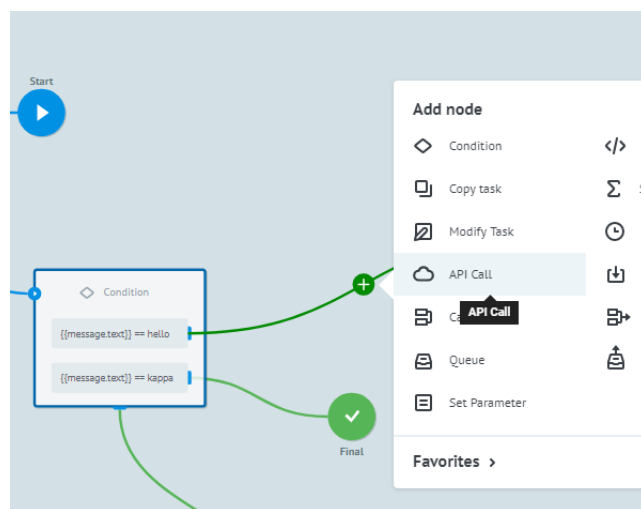 Start
Add node
Condition
Copy task
Modify Task
API Call
API Call
Queue
Set Parameter
Favorites
Condition
{{message.text}} == hello
{{message.text}} == kappa
Final